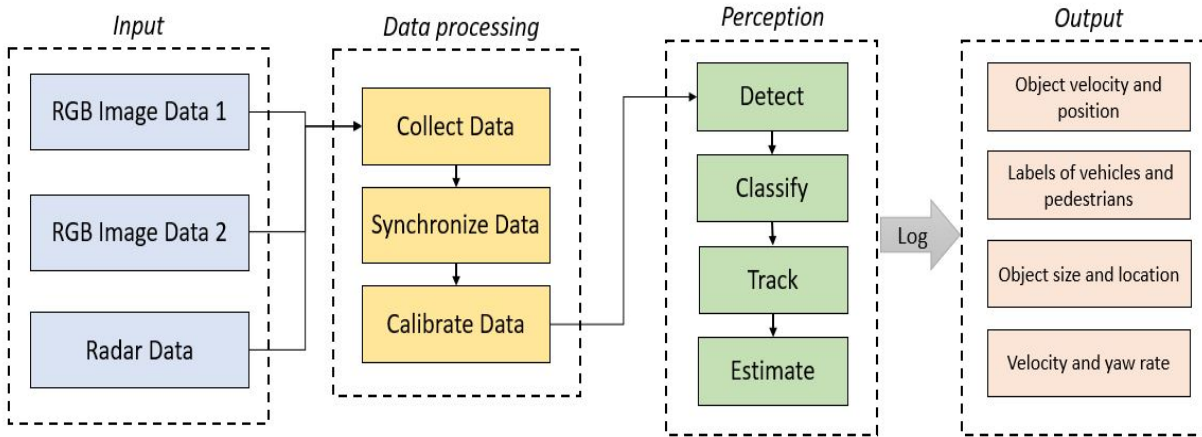 Input
RGB Image Data 1
RGB Image Data 2
Radar Data
Data processing
Collect Data
Synchronize Data
Calibrate Data
Perception
Detect
Classify
Track
Estimate
Log
Output
Object velocity and
position
Labels of vehicles and
pedestrians
Object size and location
Velocity and yaw rate